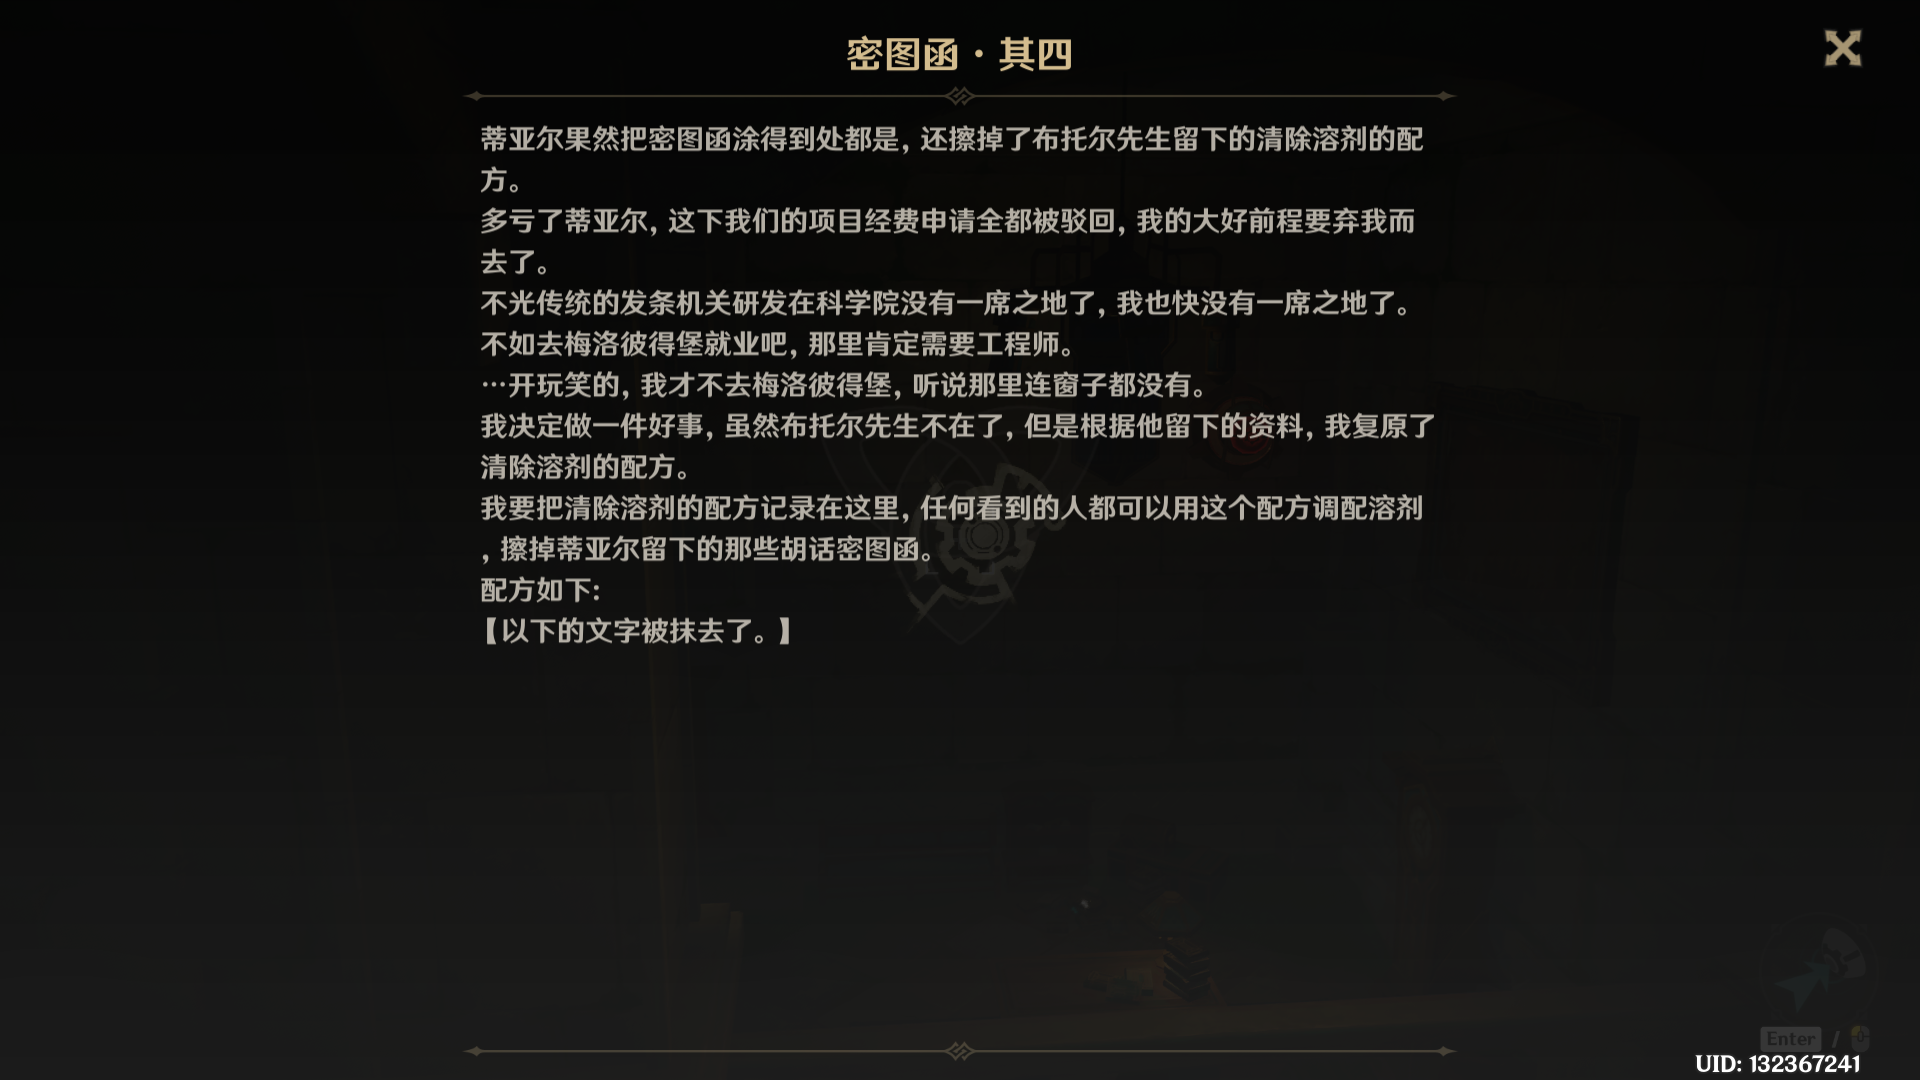 密图函·其四
蒂亚尔果然把密图函涂得到处都是，还擦掉了布托尔先生留下的清除溶剂的配
方。
多亏了蒂亚尔，这下我们的项目经费申请全都被驳回，我的大好前程要弃我而
去了。
不光传统的发条机关研发在科学院没有一席之地了，我也快没有一席之地了。
不如去梅洛彼得堡就业吧，那里肯定需要工程师。
…开玩笑的，我才不去梅洛彼得堡，听说那里连窗子都没有。
我决定做一件好事，虽然布托尔先生不在了，但是根据他留下的资料，我复原了
清除溶剂的配方。
我要把清除溶剂的配方记录在这里，任何看到的人都可以用这个配方调配溶剂
，擦掉蒂亚尔留下的那些胡话密图函。
配方如下：
【以下的文字被抹去了。】
Enter /
UID: 132367241